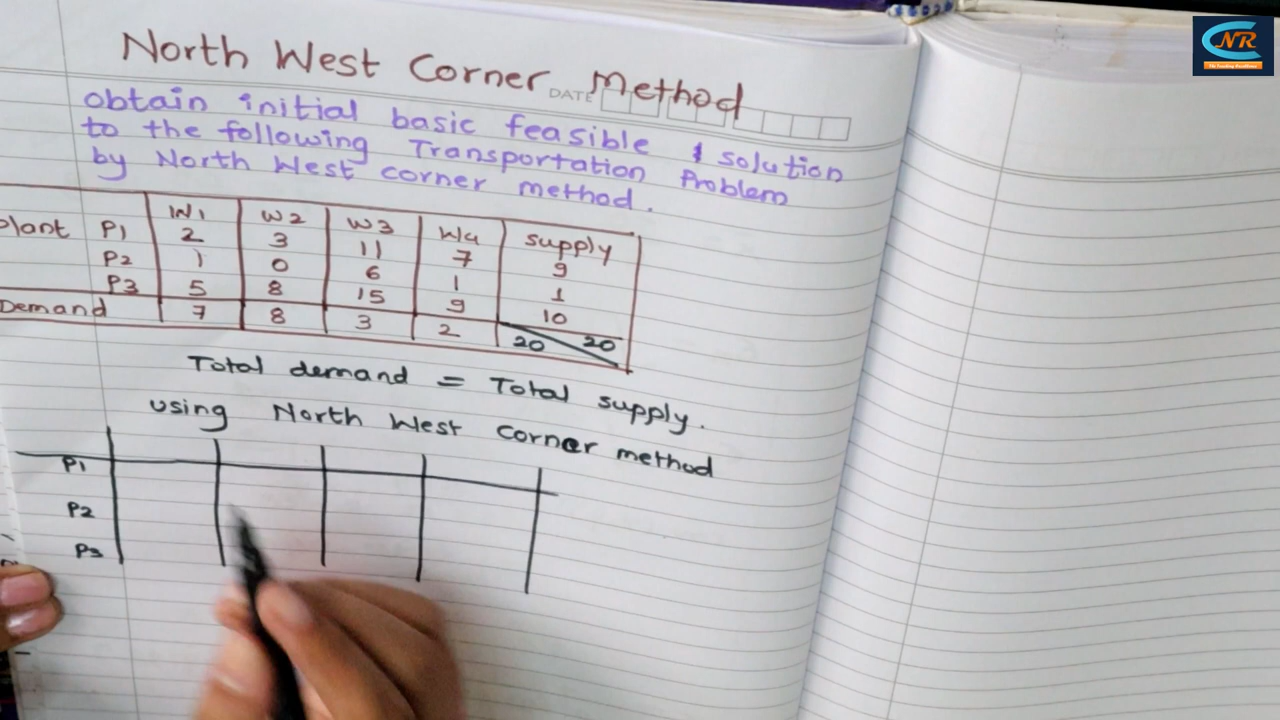 North West Corner Method
DATE
obtain initial basic feasible solution
to the following Transportation Problem
by North West corner method.
W1 W2 W3 W4 Supply
plant P1 2 3 11 7 9
P2 1 0 6 1 1
P3 5 8 15 9 10
Demand 7 8 3 2 20 20
Total demand = Total supply.
using North West corner method
P1
P2
P3
NR